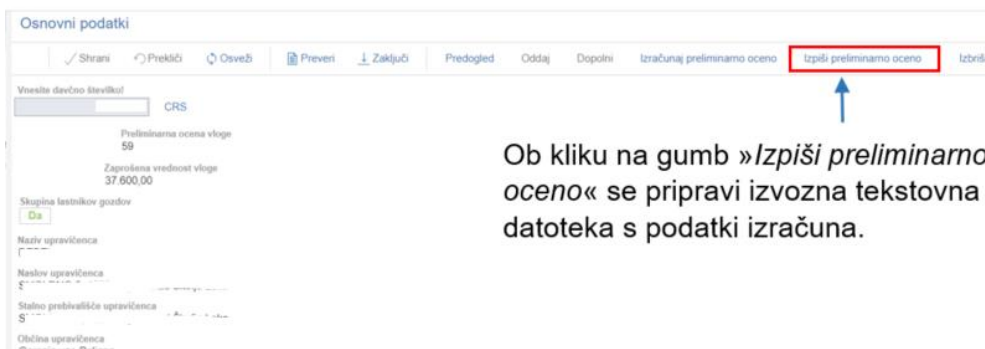 Osnovni podatki
Shrani Prekliči Osveži Preveri Zaključi Predogled Oddaj Dopolni Izračunaj preliminarno oceno Izpiši preliminarno oceno Izbriš
Vnesite davčno številko!
CRS
Preliminarna ocena vloge
59
Zaprošena vrednost vloge
37.600,00
Ob kliku na gumb »Izpiši preliminarno
oceno« se pripravi izvozna tekstovna
datoteka s podatki izračuna.
Skupina lastnikov gozdov
Da
Naziv upravičenca
Naslov upravičenca
Stalno prebivališče upravičenca
Občina upravičenca